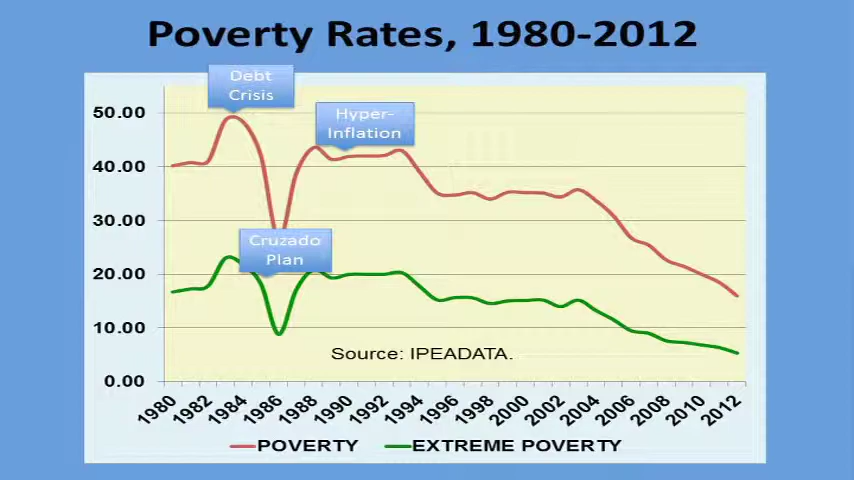 Poverty Rates, 1980-2012
Debt
Crisis
Hyper-
Inflation
Cruzado
Plan
50.00
40.00
30.00
20.00
10.00
0.00
Source: IPEADATA.
1980
1982
1984
1986
1988
1990
1992
1994
1996
1998
2000
2002
2004
2006
2008
2010
2012
POVERTY
EXTREME POVERTY